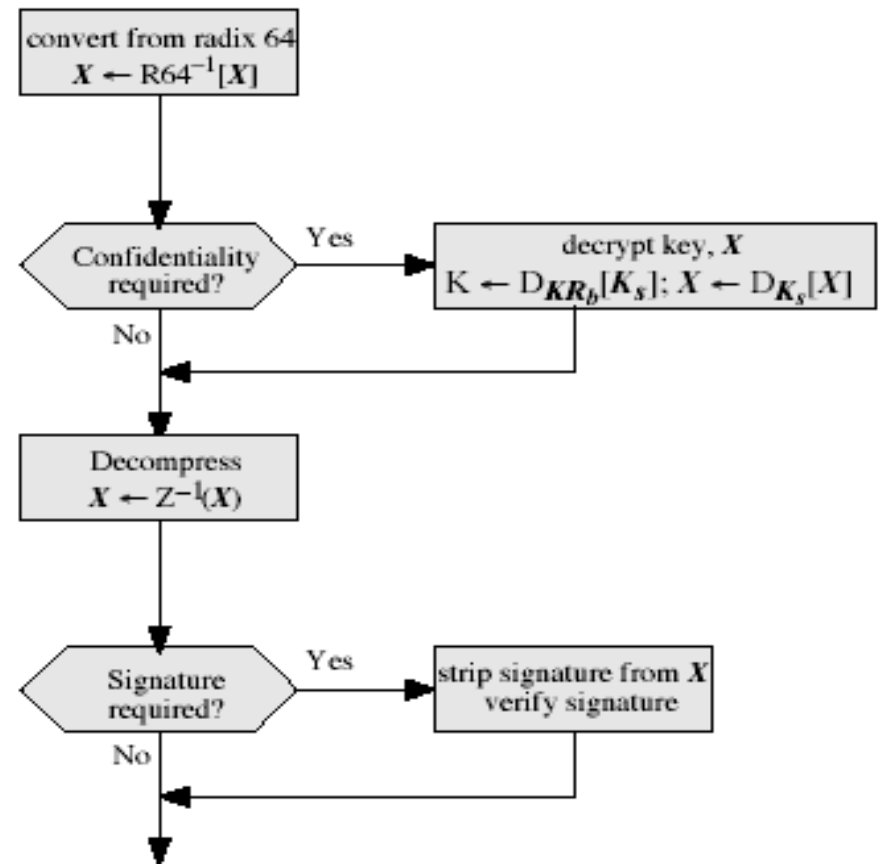 convert from radix 64
X ← R64⁻¹[X]
Confidentiality
required?
Yes
decrypt key, X
K ← D_KR_b[K_s]; X ← D_K_s[X]
No
Decompress
X ← Z⁻¹(X)
Signature
required?
Yes
strip signature from X
verify signature
No